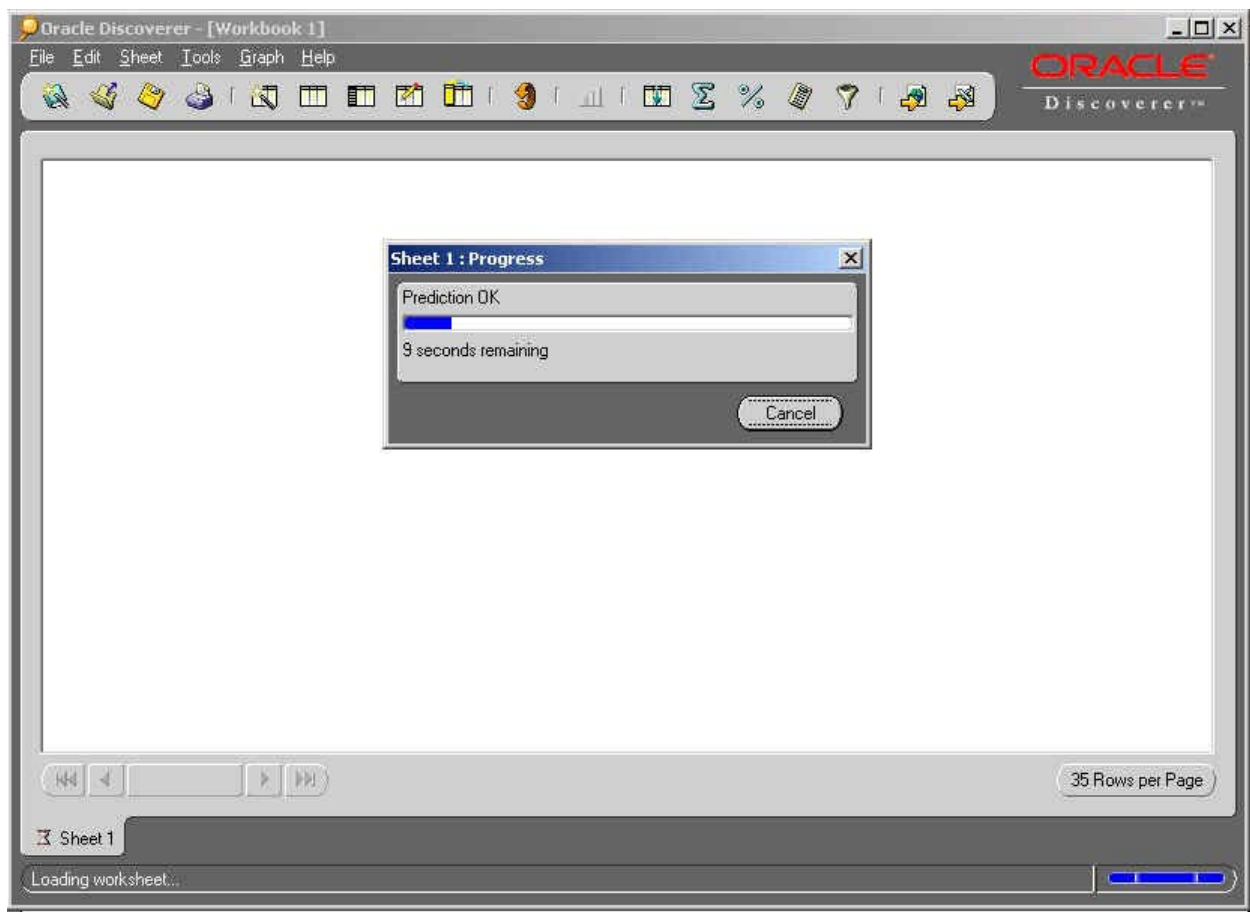 Oracle Discoverer - [Workbook 1]
File Edit Sheet Tools Graph Help
ORACLE
Discoverer™
Sheet 1 : Progress
Prediction OK
9 seconds remaining
Cancel
35 Rows per Page
Sheet 1
Loading worksheet...